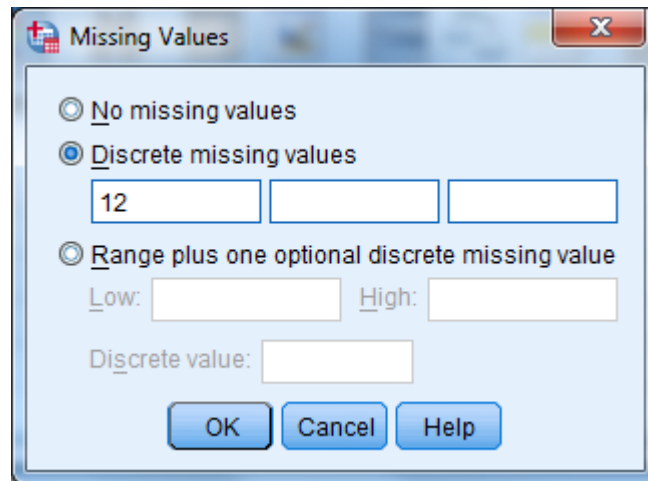 Missing Values
No missing values
Discrete missing values
12
Range plus one optional discrete missing value
Low: High:
Discrete value:
OK Cancel Help